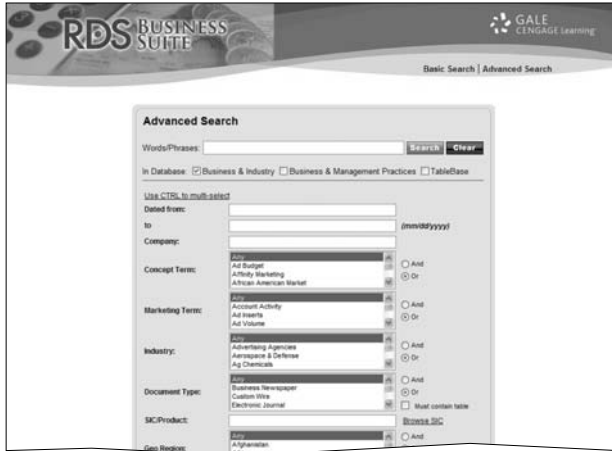 RDS BUSINESS SUITE
GALE
CENGAGE Learning
Basic Search | Advanced Search
Advanced Search
Words/Phrases: Search Clear
In Database: Business & Industry Business & Management Practices TableBase
Use CTRL to multi-select
Dated from:
to (mm/dd/yyyy)
Company:
Any
Concept Term: Ad Budget And
Affinity Marketing Or
African American Market
Any
Marketing Term: Account Activity And
Ad Inserts Or
Ad Volume
Any
Industry: Advertising Agencies And
Aerospace & Defense Or
Ag Chemicals
Any And
Document Type: Business Newspaper Or
Custom Wire
Electronic Journal Must contain table
SIC/Product: Browse SIC
Any And
Geo Region: Afghanistan